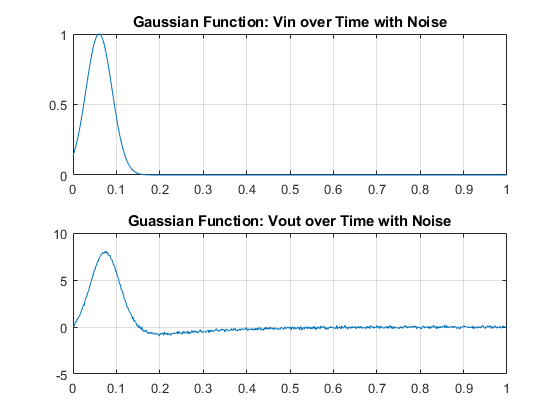 Gaussian Function: Vin over Time with Noise
1
0.5
0
0 0.1 0.2 0.3 0.4 0.5 0.6 0.7 0.8 0.9 1
Guassian Function: Vout over Time with Noise
10
5
0
-5
0 0.1 0.2 0.3 0.4 0.5 0.6 0.7 0.8 0.9 1